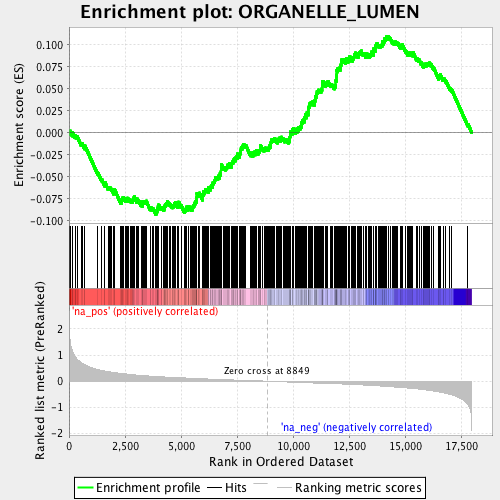 Enrichment plot: ORGANELLE_LUMEN
Enrichment score (ES)
0.100
0.075
0.050
0.025
0.000
-0.025
-0.050
-0.075
-0.100
'na_pos' (positively correlated)
Ranked list metric (PreRanked)
2
1
0
-1
-2
Zero cross at 8849
'na_neg' (negatively correlated)
0
2,500
5,000
7,500
10,000
12,500
15,000
17,500
Rank in Ordered Dataset
Enrichment profile
Hits
Ranking metric scores